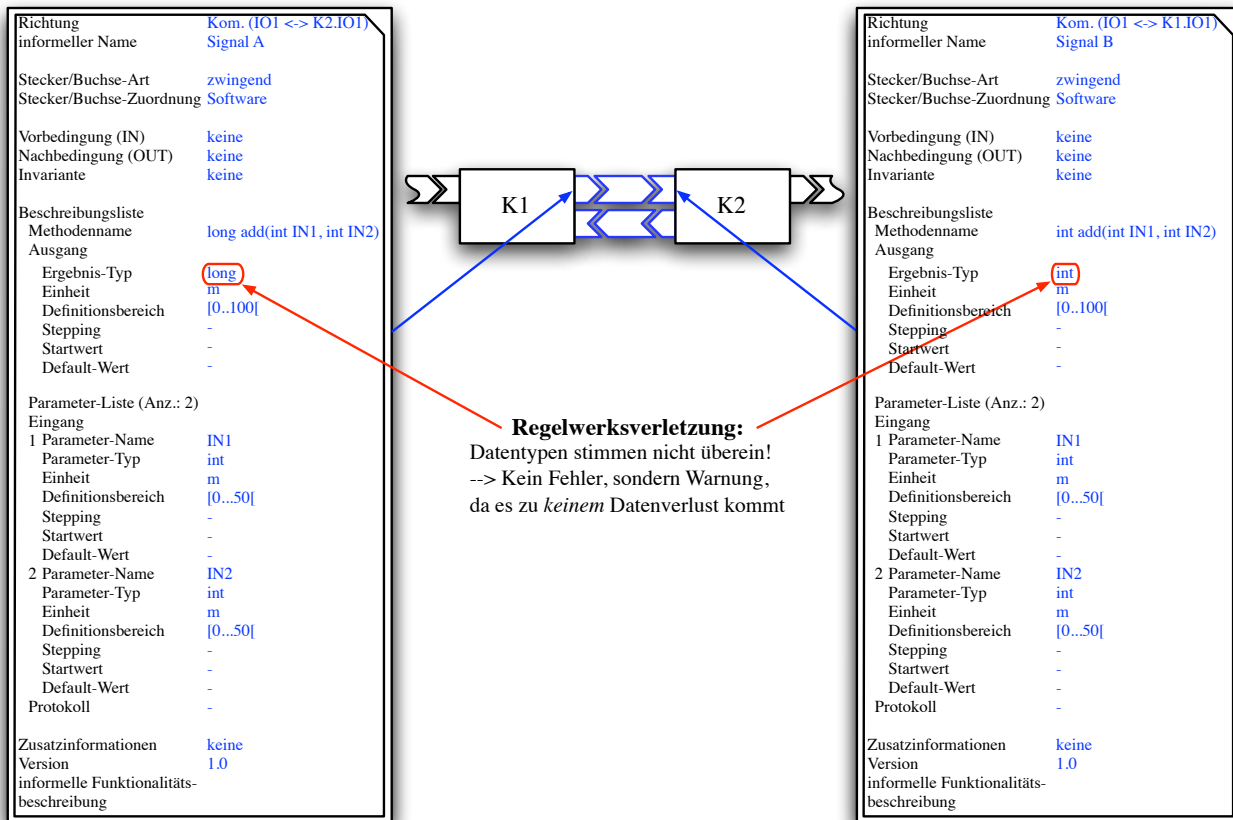 Richtung Kom. (IO1 <-> K2.IO1)
informeller Name Signal A
Stecker/Buchse-Art zwingend
Stecker/Buchse-Zuordnung Software
Vorbedingung (IN) keine
Nachbedingung (OUT) keine
Invariante keine
Beschreibungsliste
Methodenname long add(int IN1, int IN2)
Ausgang
Ergebnis-Typ long
Einheit m
Definitionsbereich [0..100[
Stepping -
Startwert -
Default-Wert -
Parameter-Liste (Anz.: 2)
Eingang
1 Parameter-Name IN1
Parameter-Typ int
Einheit m
Definitionsbereich [0...50[
Stepping -
Startwert -
Default-Wert -
2 Parameter-Name IN2
Parameter-Typ int
Einheit m
Definitionsbereich [0...50[
Stepping -
Startwert -
Default-Wert -
Protokoll -
Zusatzinformationen keine
Version 1.0
informelle Funktionalitäts-
beschreibung
K1
K2
Regelwerksverletzung:
Datentypen stimmen nicht überein!
--> Kein Fehler, sondern Warnung,
da es zu keinem Datenverlust kommt
Richtung Kom. (IO1 <-> K1.IO1)
informeller Name Signal B
Stecker/Buchse-Art zwingend
Stecker/Buchse-Zuordnung Software
Vorbedingung (IN) keine
Nachbedingung (OUT) keine
Invariante keine
Beschreibungsliste
Methodenname int add(int IN1, int IN2)
Ausgang
Ergebnis-Typ int
Einheit m
Definitionsbereich [0..100[
Stepping -
Startwert -
Default-Wert -
Parameter-Liste (Anz.: 2)
Eingang
1 Parameter-Name IN1
Parameter-Typ int
Einheit m
Definitionsbereich [0...50[
Stepping -
Startwert -
Default-Wert -
2 Parameter-Name IN2
Parameter-Typ int
Einheit m
Definitionsbereich [0...50[
Stepping -
Startwert -
Default-Wert -
Protokoll -
Zusatzinformationen keine
Version 1.0
informelle Funktionalitäts-
beschreibung